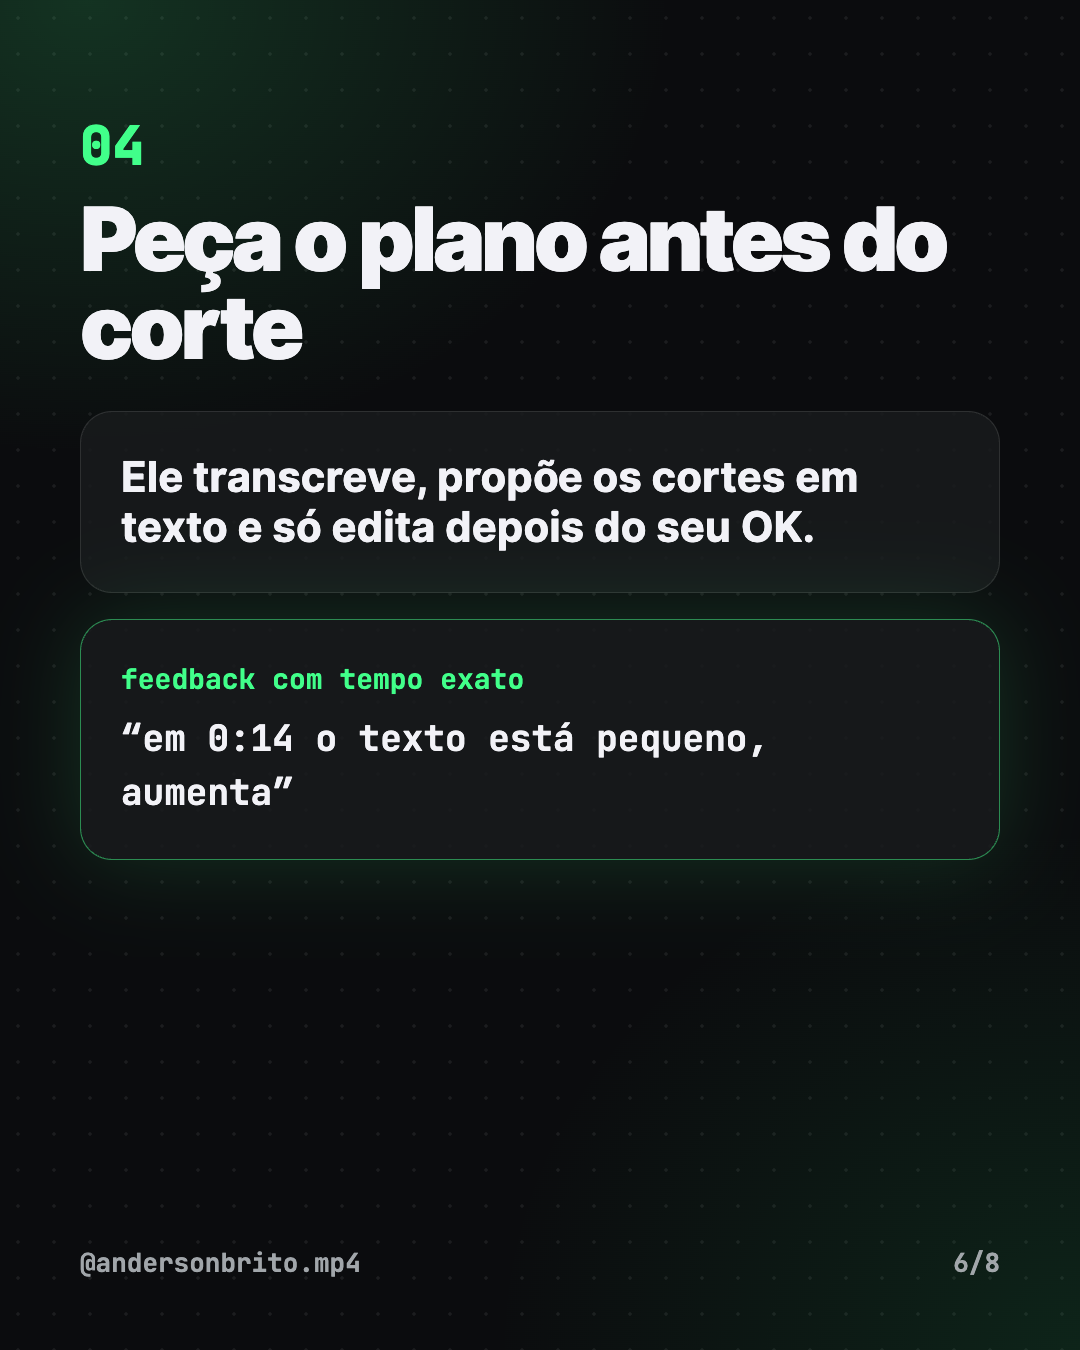 04
Peça o plano antes do
corte
Ele transcreve, propõe os cortes em
texto e só edita depois do seu OK.
feedback com tempo exato
“em 0:14 o texto está pequeno,
aumenta”
@andersonbrito.mp4
6/8